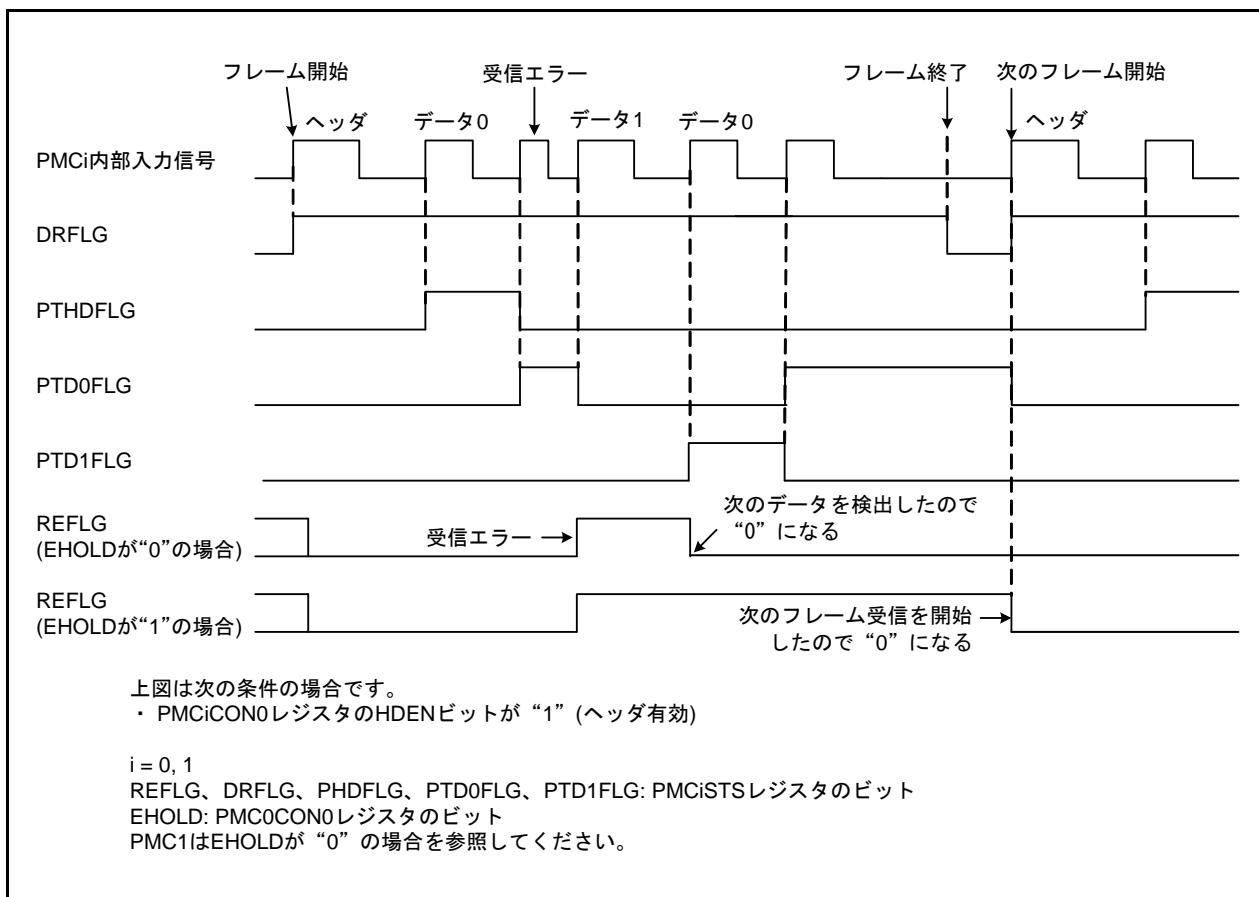 フレーム開始
受信エラー
フレーム終了
次のフレーム開始
ヘッダ
データ0
データ1
データ0
ヘッダ
PMCi内部入力信号
DRFLG
PTHDFLG
PTD0FLG
PTD1FLG
REFLG
(EHOLDが“0”の場合)
受信エラー
次のデータを検出したので
“0”になる
REFLG
(EHOLDが“1”の場合)
次のフレーム受信を開始
したので“0”になる
上図は次の条件の場合です。
・ PMCiCON0レジスタのHDENビットが“1”(ヘッダ有効)
i = 0, 1
REFLG、DRFLG、PHDFLG、PTD0FLG、PTD1FLG: PMCiSTSレジスタのビット
EHOLD: PMC0CON0レジスタのビット
PMC1はEHOLDが“0”の場合を参照してください。